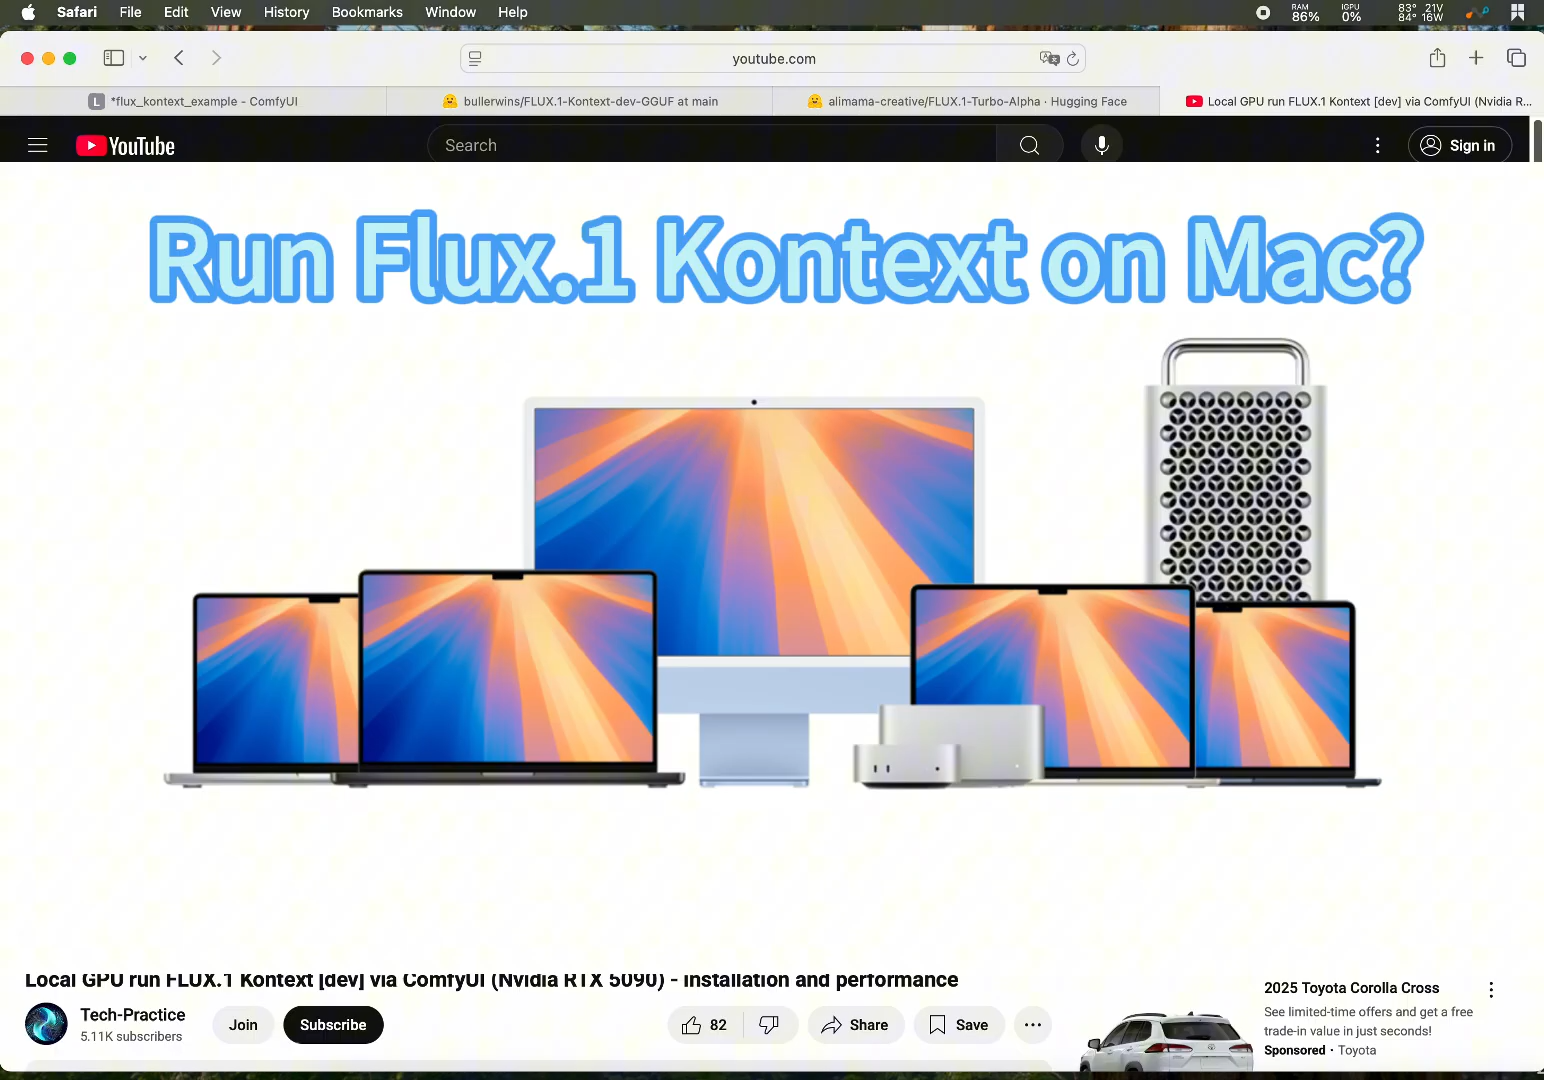 Safari File Edit View History Bookmarks Window Help
RAM 86% IGPU 0% 83° 21V
84° 16W
youtube.com
L *flux_kontext_example - ComfyUI
bullerwins/FLUX.1-Kontext-dev-GGUF at main
alimama-creative/FLUX.1-Turbo-Alpha · Hugging Face
Local GPU run FLUX.1 Kontext [dev] via ComfyUI (Nvidia R...
YouTube
Search
Sign in
Run Flux.1 Kontext on Mac?
Local GPU run FLUX.1 Kontext [dev] via ComfyUI (Nvidia RTX 5090) - installation and performance
Tech-Practice
5.11K subscribers
Join
Subscribe
82
Share
Save
2025 Toyota Corolla Cross
See limited-time offers and get a free
trade-in value in just seconds!
Sponsored · Toyota